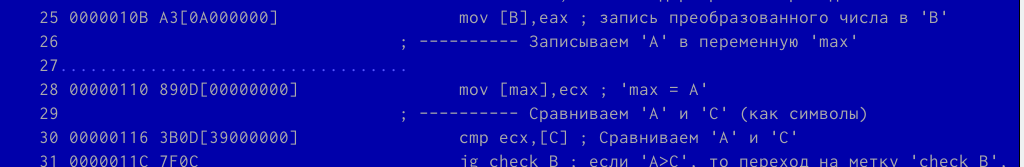 25 0000010B A3[0A000000] mov [B],eax ; запись преобразованного числа в 'B'
26 ; ---------- Записываем 'A' в переменную 'max'
27...................................
28 00000110 890D[00000000] mov [max],ecx ; 'max = A'
29 ; ---------- Сравниваем 'A' и 'C' (как символы)
30 00000116 3B0D[39000000] cmp ecx,[C] ; Сравниваем 'A' и 'C'
31 0000011C 7F0C jg check_B ; если 'A>C', то переход на метку 'check_B',